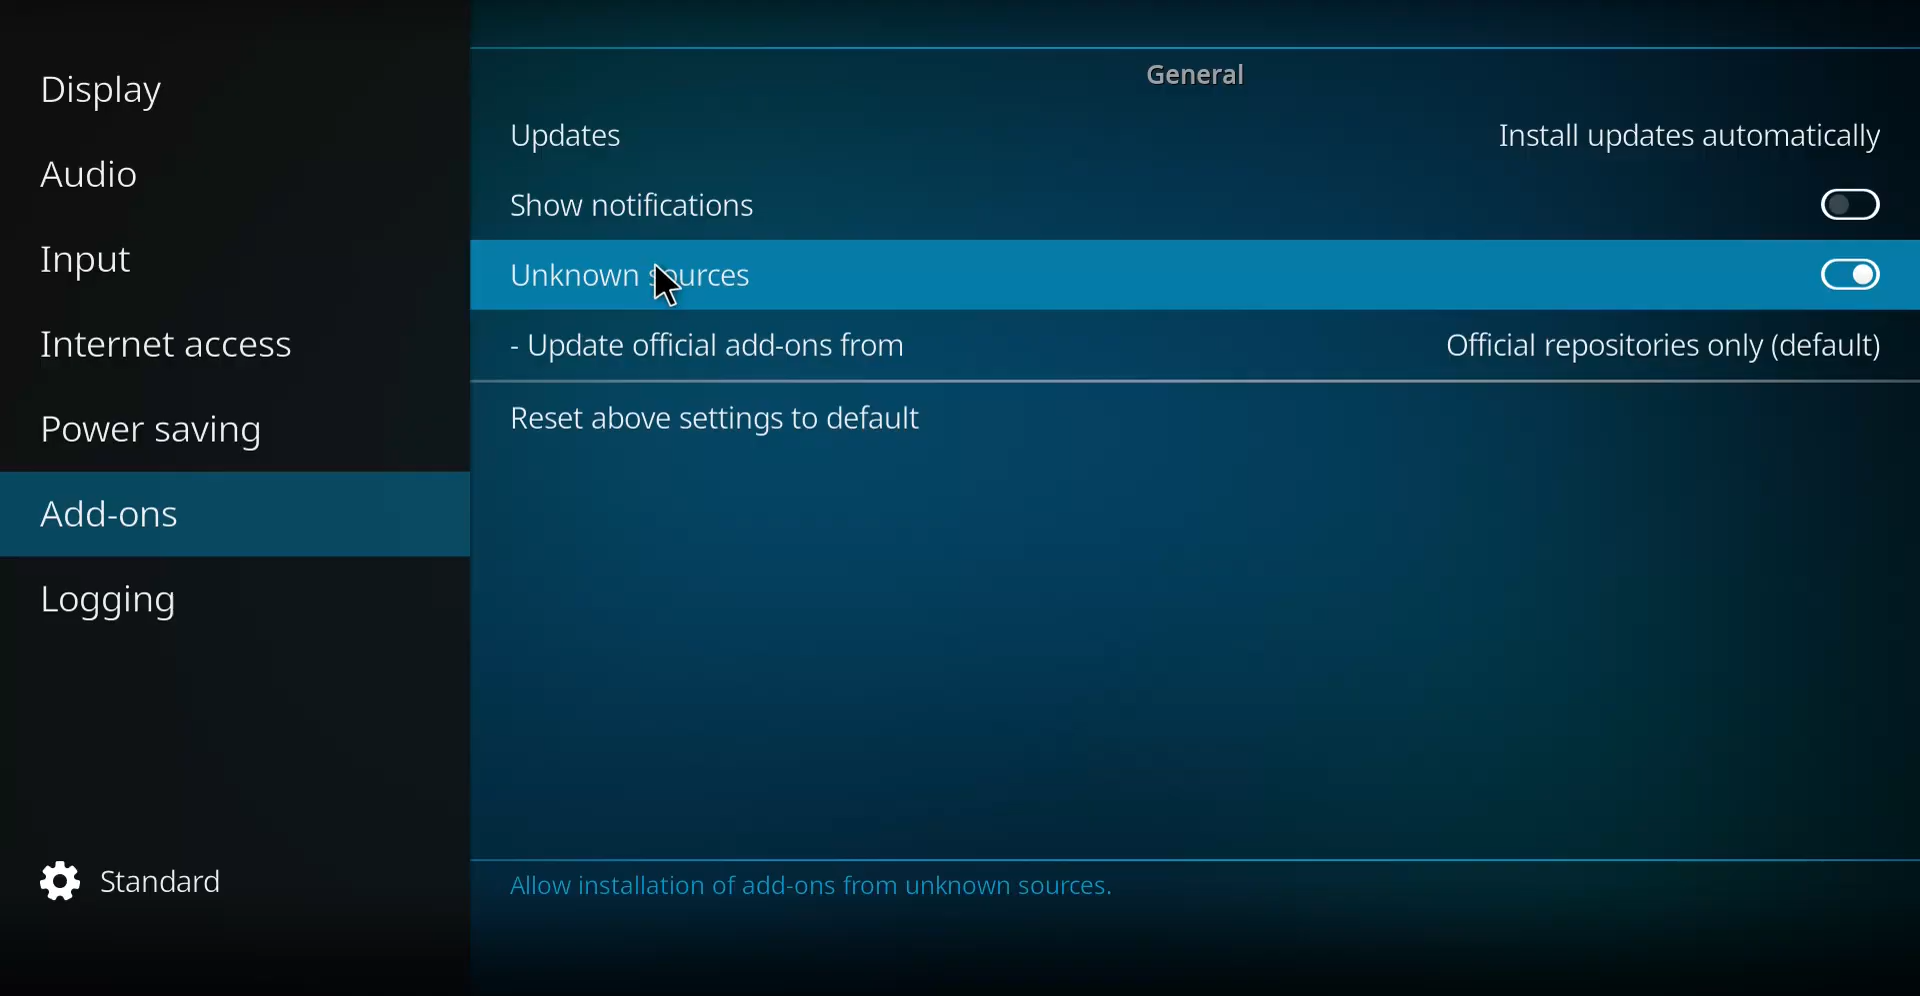 Display
Audio
Input
Internet access
Power saving
Add-ons
Logging
Standard
General
Updates Install updates automatically
Show notifications
Unknown sources
- Update official add-ons from Official repositories only (default)
Reset above settings to default
Allow installation of add-ons from unknown sources.